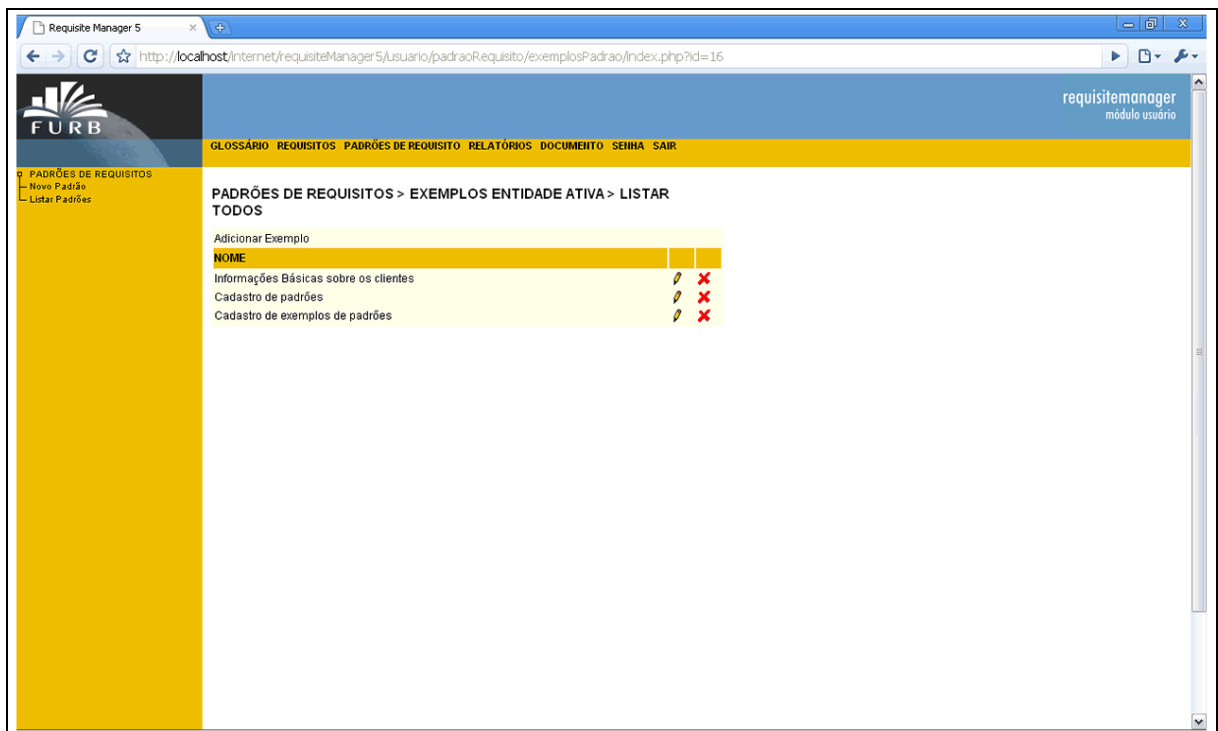 Requisite Manager 5
http://localhost/internet/requisiteManager5/usuario/padraoRequisito/exemplosPadrao/index.php?id=16
FURB
requisitemanager
módulo usuário
GLOSSÁRIO REQUISITOS PADRÕES DE REQUISITO RELATÓRIOS DOCUMENTO SENHA SAIR
PADRÕES DE REQUISITOS
Novo Padrão
Listar Padrões
PADRÕES DE REQUISITOS > EXEMPLOS ENTIDADE ATIVA > LISTAR
TODOS
Adicionar Exemplo
NOME
Informações Básicas sobre os clientes
Cadastro de padrões
Cadastro de exemplos de padrões